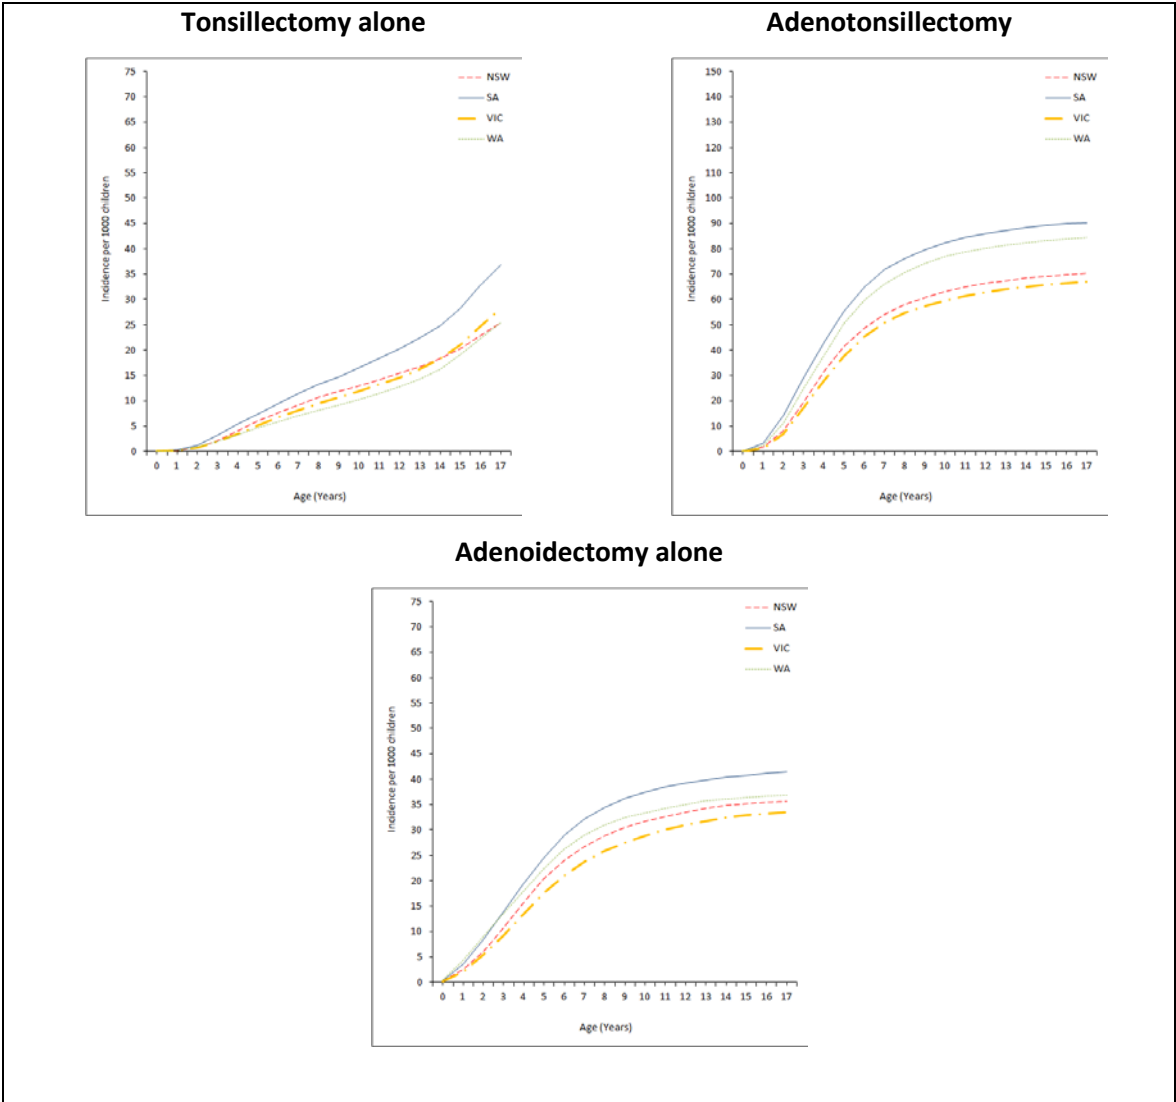 Tonsillectomy alone
75
70
65
60
55
50
45
40
35
30
25
20
15
10
5
0
Incidence per 1000 children
0 1 2 3 4 5 6 7 8 9 10 11 12 13 14 15 16 17
Age (Years)
NSW
SA
VIC
WA
Adenotonsillectomy
150
140
130
120
110
100
90
80
70
60
50
40
30
20
10
0
Incidence per 1000 children
0 1 2 3 4 5 6 7 8 9 10 11 12 13 14 15 16 17
Age (Years)
NSW
SA
VIC
WA
Adenoidectomy alone
75
70
65
60
55
50
45
40
35
30
25
20
15
10
5
0
Incidence per 1000 children
0 1 2 3 4 5 6 7 8 9 10 11 12 13 14 15 16 17
Age (Years)
NSW
SA
VIC
WA